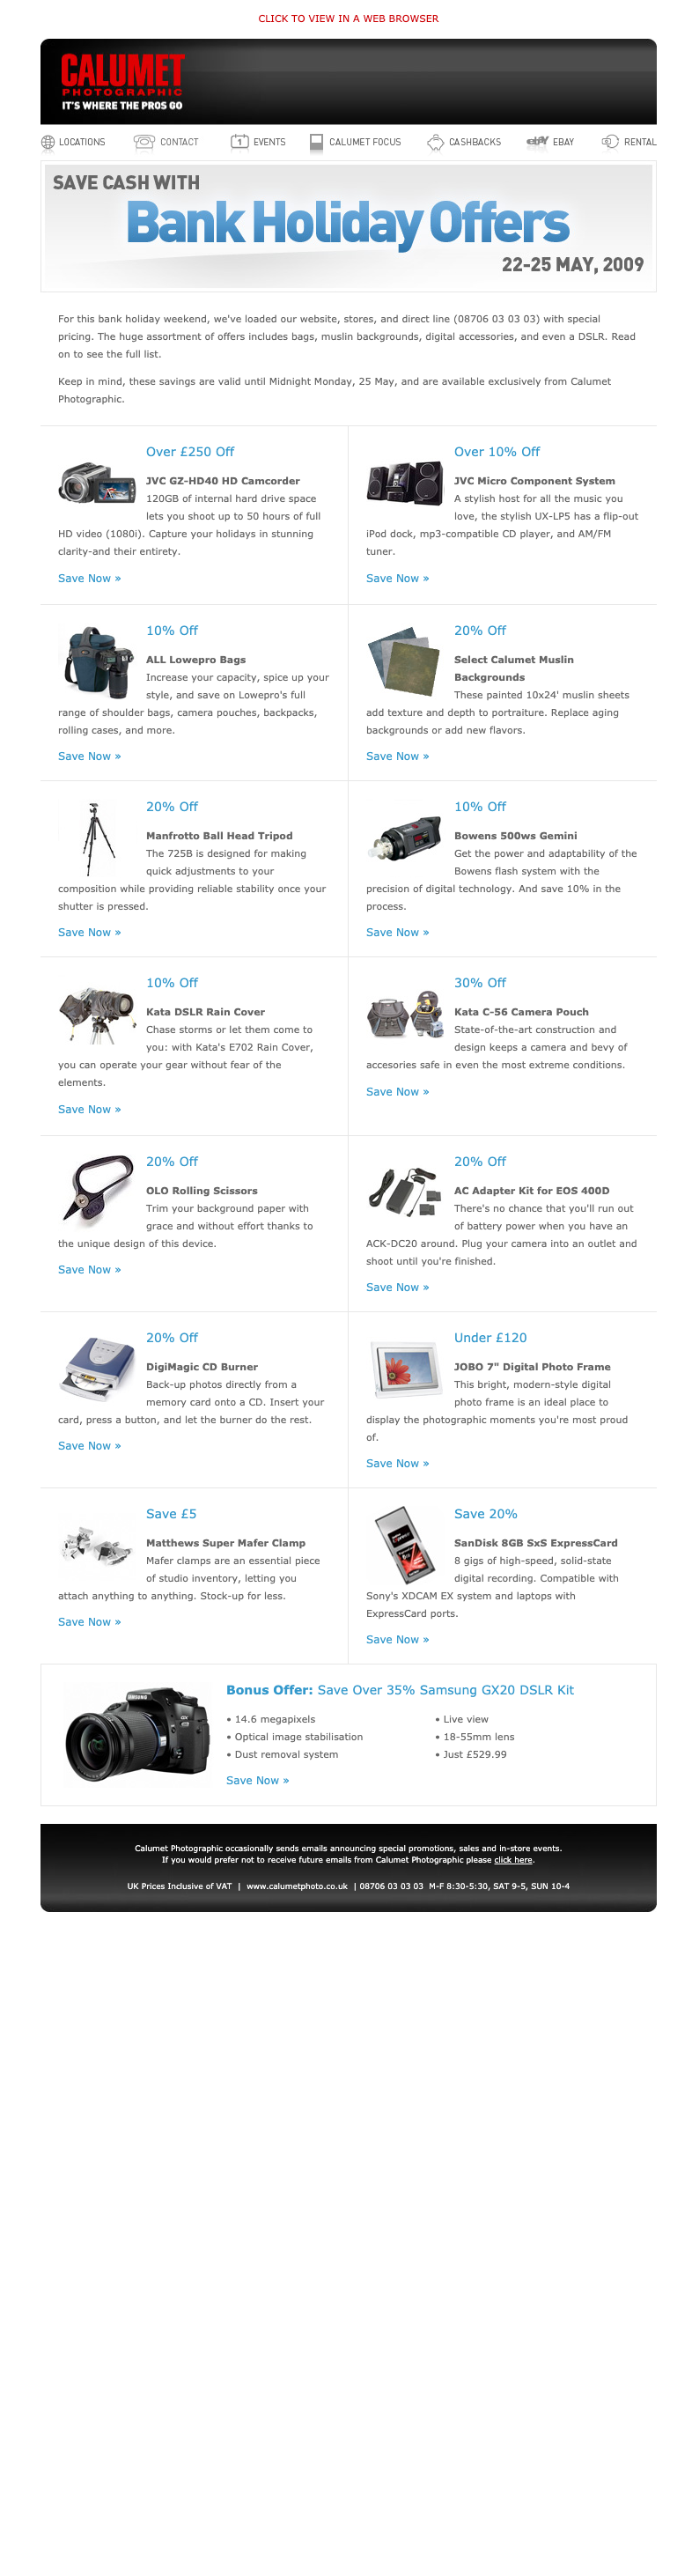 CLICK TO VIEW IN A WEB BROWSER
CALUMET
PHOTOGRAPHIC
IT'S WHERE THE PROS GO
LOCATIONS CONTACT EVENTS CALUMET FOCUS CASHBACKS ebay EBAY RENTAL
SAVE CASH WITH
Bank Holiday Offers
22-25 MAY, 2009
For this bank holiday weekend, we've loaded our website, stores, and direct line (08706 03 03 03) with special
pricing. The huge assortment of offers includes bags, muslin backgrounds, digital accessories, and even a DSLR. Read
on to see the full list.
Keep in mind, these savings are valid until Midnight Monday, 25 May, and are available exclusively from Calumet
Photographic.
Over £250 Off
JVC GZ-HD40 HD Camcorder
120GB of internal hard drive space
lets you shoot up to 50 hours of full
HD video (1080i). Capture your holidays in stunning
clarity-and their entirety.
Save Now »
Over 10% Off
JVC Micro Component System
A stylish host for all the music you
love, the stylish UX-LP5 has a flip-out
iPod dock, mp3-compatible CD player, and AM/FM
tuner.
Save Now »
10% Off
ALL Lowepro Bags
Increase your capacity, spice up your
style, and save on Lowepro's full
range of shoulder bags, camera pouches, backpacks,
rolling cases, and more.
Save Now »
20% Off
Select Calumet Muslin
Backgrounds
These painted 10x24' muslin sheets
add texture and depth to portraiture. Replace aging
backgrounds or add new flavors.
Save Now »
20% Off
Manfrotto Ball Head Tripod
The 725B is designed for making
quick adjustments to your
composition while providing reliable stability once your
shutter is pressed.
Save Now »
10% Off
Bowens 500ws Gemini
Get the power and adaptability of the
Bowens flash system with the
precision of digital technology. And save 10% in the
process.
Save Now »
10% Off
Kata DSLR Rain Cover
Chase storms or let them come to
you: with Kata's E702 Rain Cover,
you can operate your gear without fear of the
elements.
Save Now »
30% Off
Kata C-56 Camera Pouch
State-of-the-art construction and
design keeps a camera and bevy of
accesories safe in even the most extreme conditions.
Save Now »
20% Off
OLO Rolling Scissors
Trim your background paper with
grace and without effort thanks to
the unique design of this device.
Save Now »
20% Off
AC Adapter Kit for EOS 400D
There's no chance that you'll run out
of battery power when you have an
ACK-DC20 around. Plug your camera into an outlet and
shoot until you're finished.
Save Now »
20% Off
DigiMagic CD Burner
Back-up photos directly from a
memory card onto a CD. Insert your
card, press a button, and let the burner do the rest.
Save Now »
Under £120
JOBO 7" Digital Photo Frame
This bright, modern-style digital
photo frame is an ideal place to
display the photographic moments you're most proud
of.
Save Now »
Save £5
Matthews Super Mafer Clamp
Mafer clamps are an essential piece
of studio inventory, letting you
attach anything to anything. Stock-up for less.
Save Now »
Save 20%
SanDisk 8GB SxS ExpressCard
8 gigs of high-speed, solid-state
digital recording. Compatible with
Sony's XDCAM EX system and laptops with
ExpressCard ports.
Save Now »
SAMSUNG
Bonus Offer: Save Over 35% Samsung GX20 DSLR Kit
• 14.6 megapixels
• Optical image stabilisation
• Dust removal system
• Live view
• 18-55mm lens
• Just £529.99
Save Now »
Calumet Photographic occasionally sends emails announcing special promotions, sales and in-store events.
If you would prefer not to receive future emails from Calumet Photographic please click here.
UK Prices Inclusive of VAT | www.calumetphoto.co.uk | 08706 03 03 03 M-F 8:30-5:30, SAT 9-5, SUN 10-4